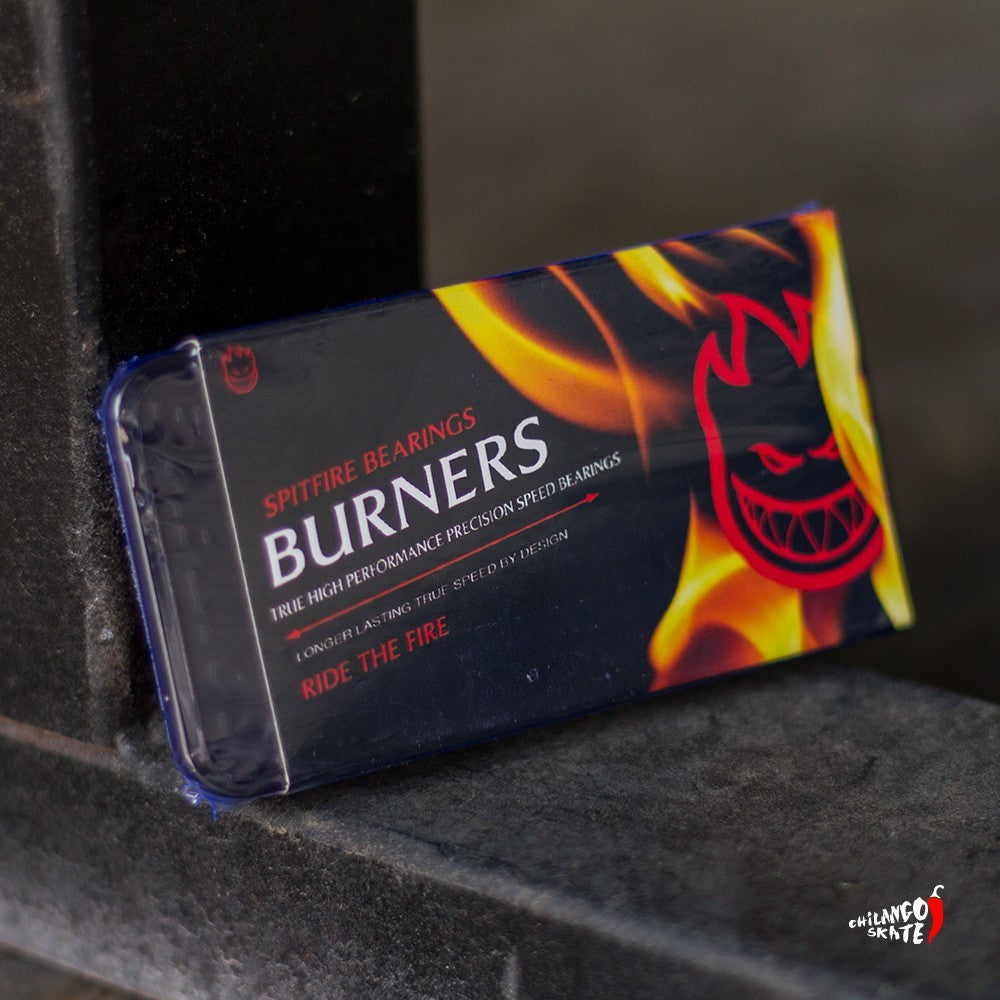 SPITFIRE BEARINGS
BURNERS
TRUE HIGH PERFORMANCE PRECISION SPEED BEARINGS
LONGER LASTING TRUE SPEED BY DESIGN
RIDE THE FIRE
CHILANGO
SKATE